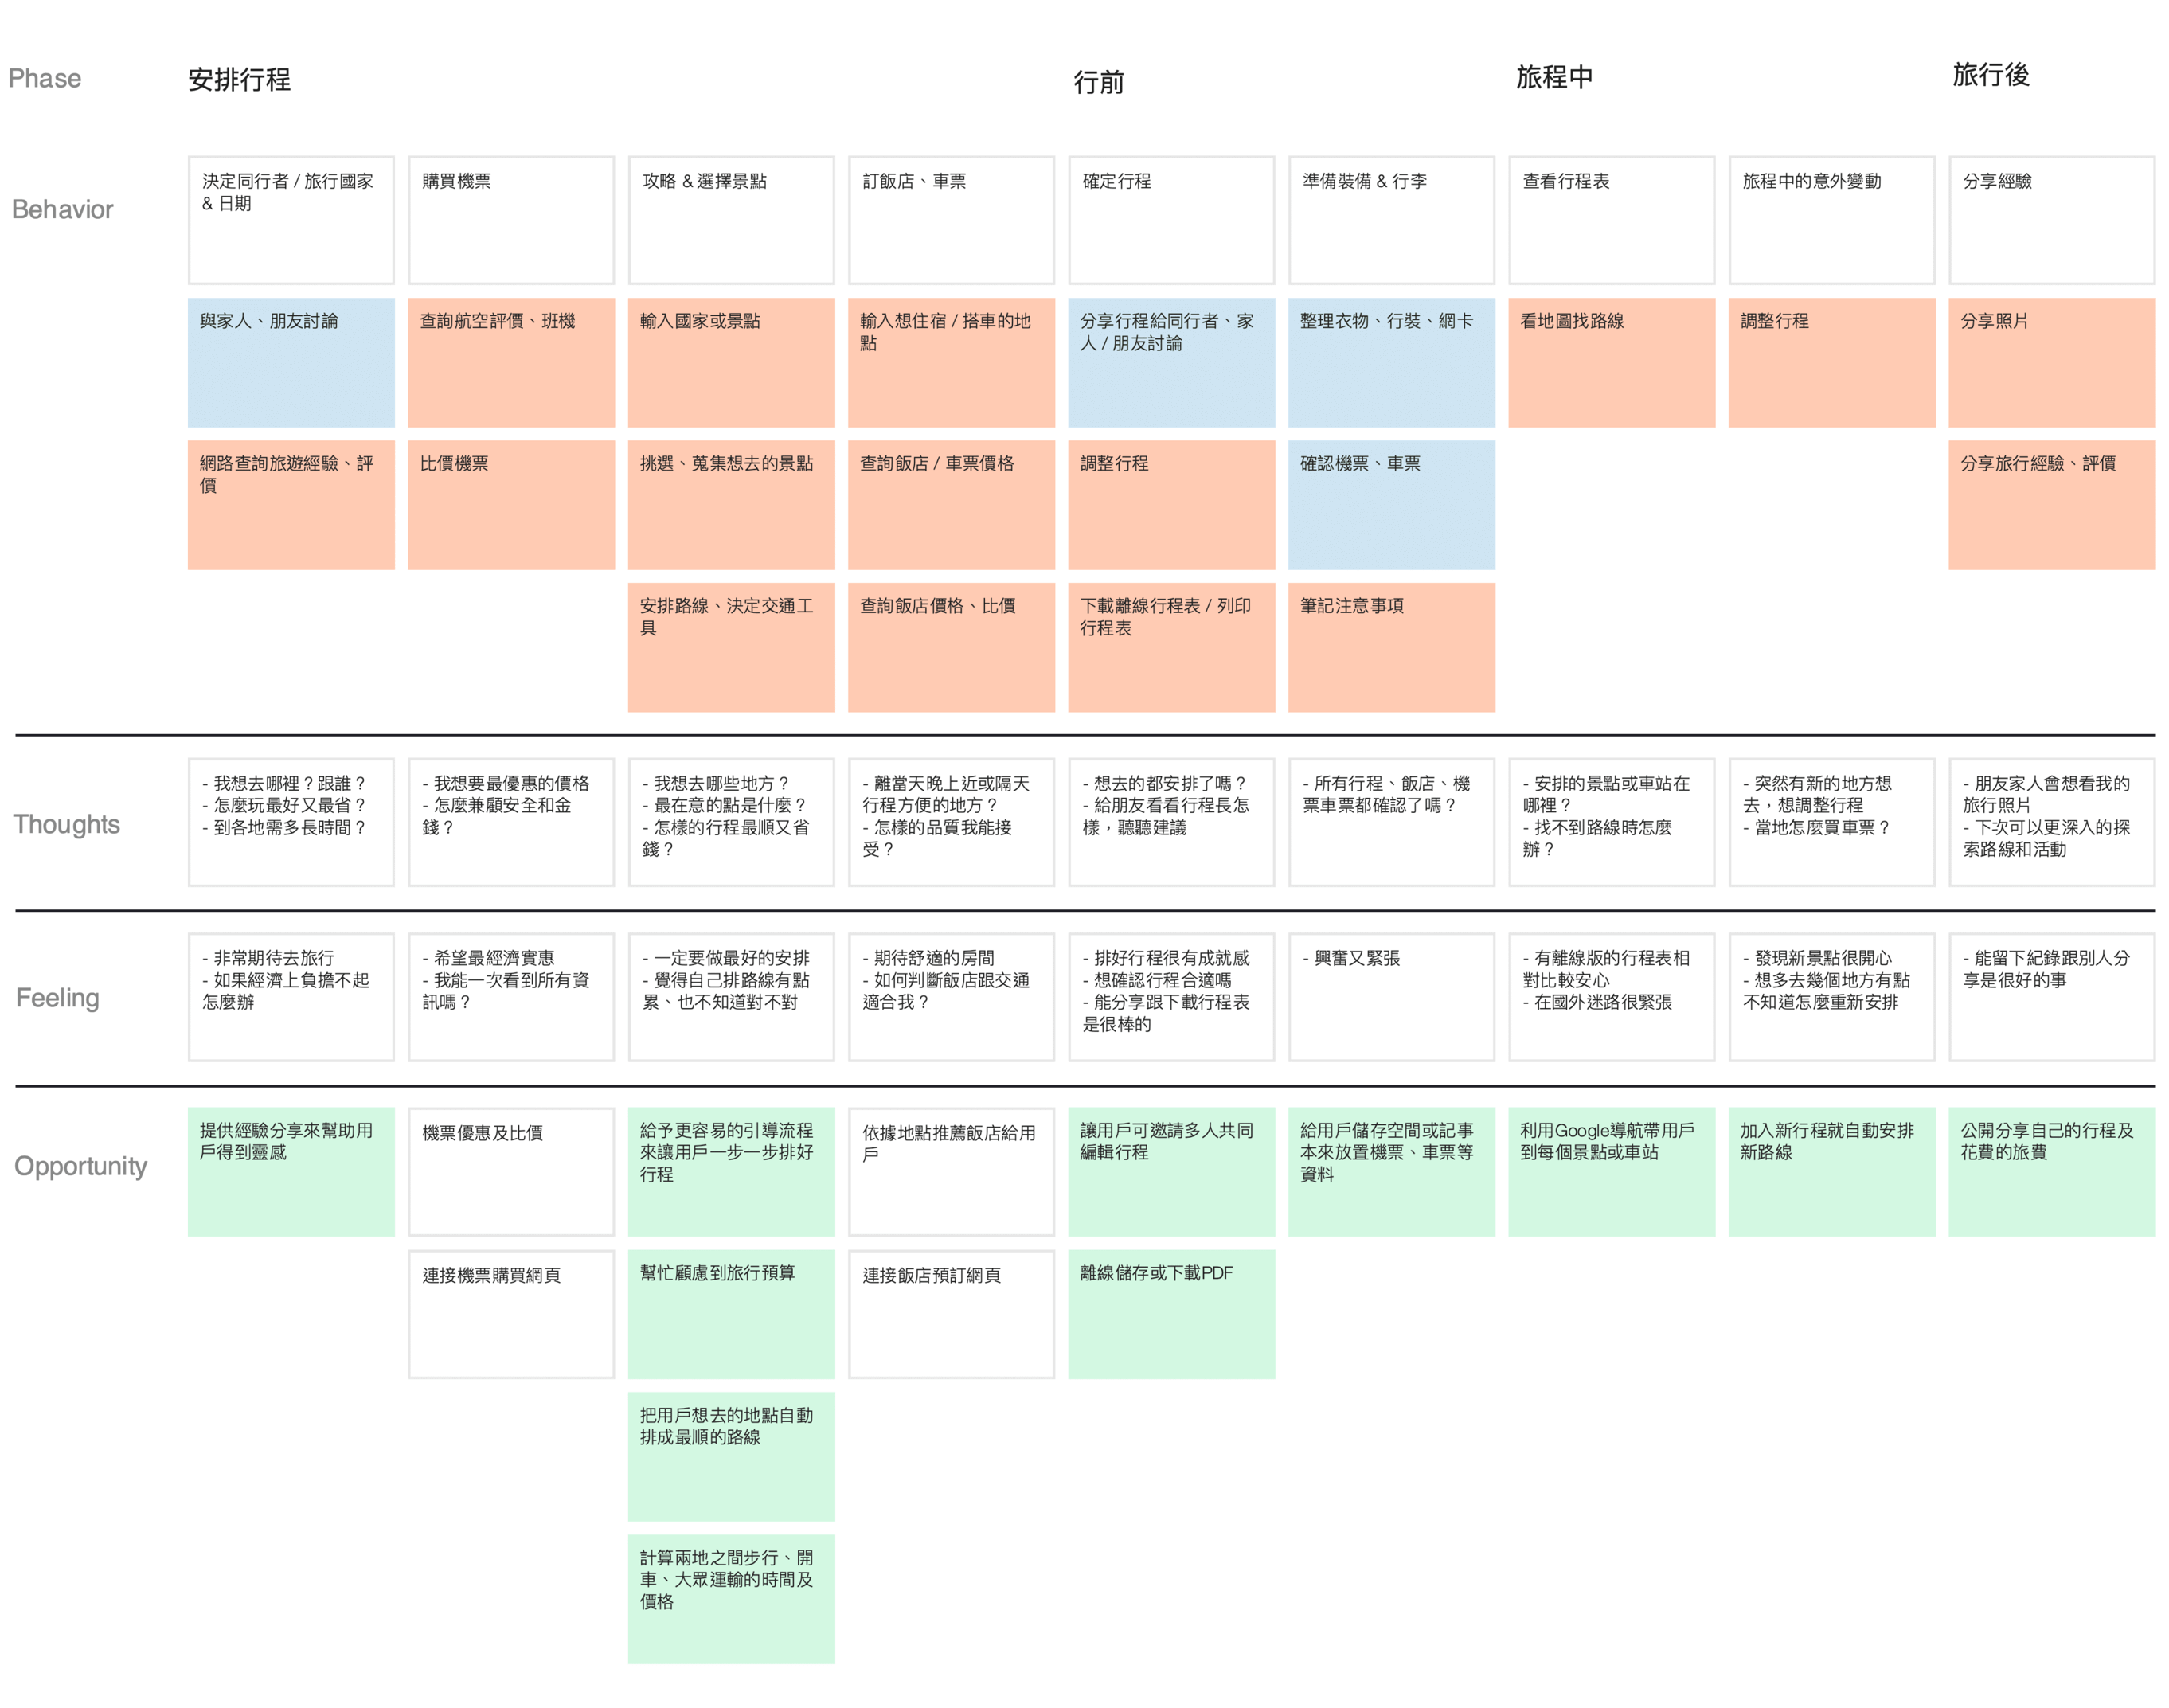 Phase
安排行程
行前
旅程中
旅行後
Behavior
決定同行者 / 旅行國家
& 日期
購買機票
攻略 & 選擇景點
訂飯店、車票
確定行程
準備裝備 & 行李
查看行程表
旅程中的意外變動
分享經驗
與家人、朋友討論
查詢航空評價、班機
輸入國家或景點
輸入想住宿 / 搭車的地
點
分享行程給同行者、家
人 / 朋友討論
整理衣物、行裝、網卡
看地圖找路線
調整行程
分享照片
網路查詢旅遊經驗、評
價
比價機票
挑選、蒐集想去的景點
查詢飯店 / 車票價格
調整行程
確認機票、車票
分享旅行經驗、評價
安排路線、決定交通工
具
查詢飯店價格、比價
下載離線行程表 / 列印
行程表
筆記注意事項
Thoughts
- 我想去哪裡？跟誰？
- 怎麼玩最好又最省？
- 到各地需多長時間？
- 我想要最優惠的價格
- 怎麼兼顧安全和金
錢？
- 我想去哪些地方？
- 最在意的點是什麼？
- 怎樣的行程最順又省
錢？
- 離當天晚上近或隔天
行程方便的地方？
- 怎樣的品質我能接
受？
- 想去的都安排了嗎？
- 給朋友看看行程長怎
樣，聽聽建議
- 所有行程、飯店、機
票車票都確認了嗎？
- 安排的景點或車站在
哪裡？
- 找不到路線時怎麼
辦？
- 突然有新的地方想
去，想調整行程
- 當地怎麼買車票？
- 朋友家人會想看我的
旅行照片
- 下次可以更深入的探
索路線和活動
Feeling
- 非常期待去旅行
- 如果經濟上負擔不起
怎麼辦
- 希望最經濟實惠
- 我能一次看到所有資
訊嗎？
- 一定要做最好的安排
- 覺得自己排路線有點
累、也不知道對不對
- 期待舒適的房間
- 如何判斷飯店跟交通
適合我？
- 排好行程很有成就感
- 想確認行程合適嗎
- 能分享跟下載行程表
是很棒的
- 興奮又緊張
- 有離線版的行程表相
對比較安心
- 在國外迷路很緊張
- 發現新景點很開心
- 想多去幾個地方有點
不知道怎麼重新安排
- 能留下紀錄跟別人分
享是很好的事
Opportunity
提供經驗分享來幫助用
戶得到靈感
機票優惠及比價
給予更容易的引導流程
來讓用戶一步一步排好
行程
依據地點推薦飯店給用
戶
讓用戶可邀請多人共同
編輯行程
給用戶儲存空間或記事
本來放置機票、車票等
資料
利用Google導航帶用戶
到每個景點或車站
加入新行程就自動安排
新路線
公開分享自己的行程及
花費的旅費
連接機票購買網頁
幫忙顧慮到旅行預算
連接飯店預訂網頁
離線儲存或下載PDF
把用戶想去的地點自動
排成最順的路線
計算兩地之間步行、開
車、大眾運輸的時間及
價格